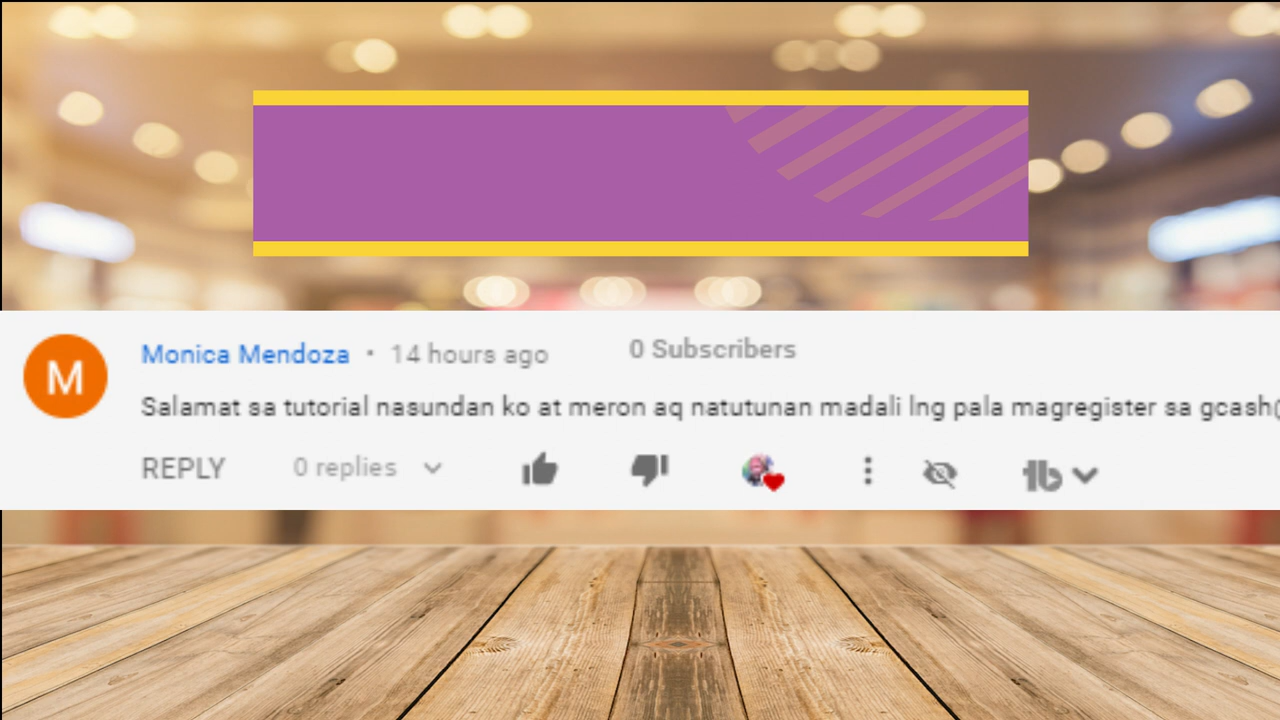 M
Monica Mendoza • 14 hours ago 0 Subscribers
Salamat sa tutorial nasundan ko at meron aq natutunan madali lng pala magregister sa gcash
REPLY 0 replies